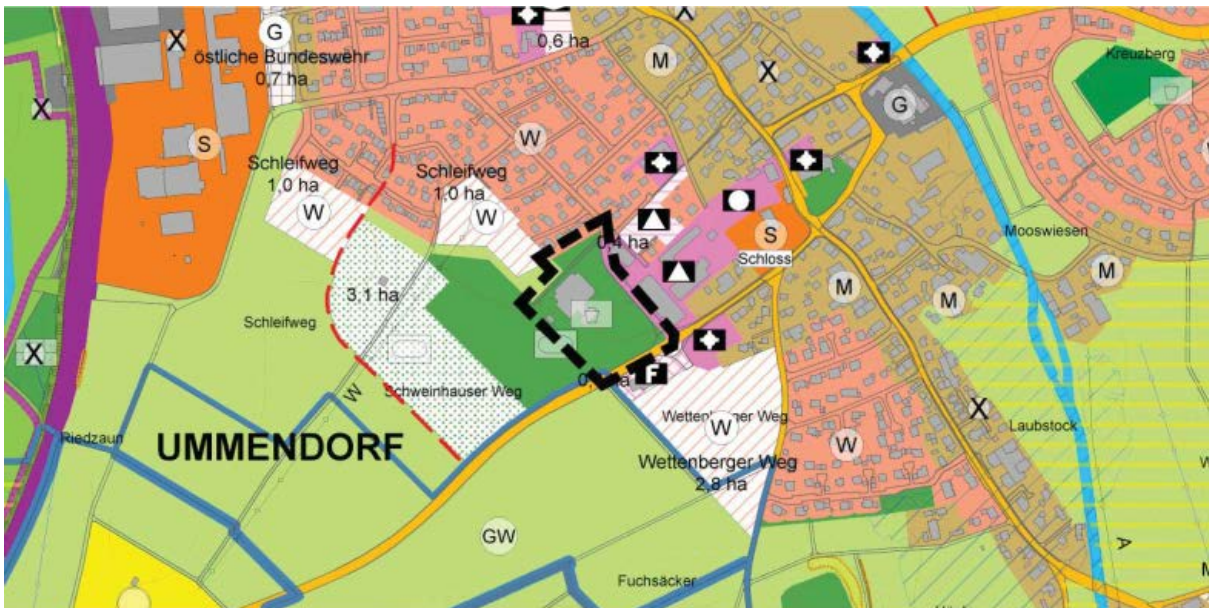 G
X
0,6 ha
X
östliche Bundeswehr
0,7 ha
M
X
Kreuzberg
X
G
S
W
Schleifweg
1,0 ha
Schleifweg
1,0 ha
W
W
0,4 ha
S
Schloss
Mooswiesen
M
M
M
3,1 ha
Schleifweg
X
Schweinhauser Weg
F
W
Wettenberger Weg
W
Riedzaun
UMMENDORF
Wettenberger Weg
2,8 ha
W
X
Laubstock
GW
A
Fuchsäcker
M